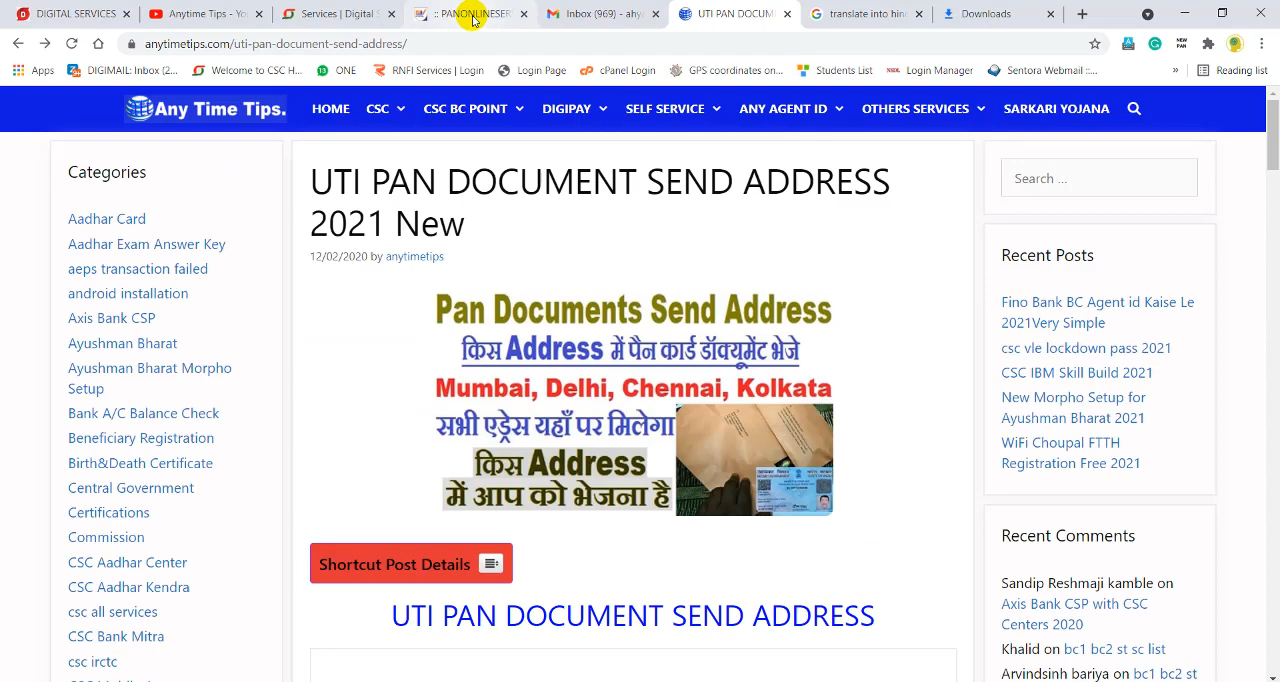 DIGITAL SERVICES
Anytime Tips - Yo
Services | Digital S
:: PANONLINESER
Inbox (969) - ahy
UTI PAN DOCUM
translate into hin
Downloads
anytimetips.com/uti-pan-document-send-address/
Apps
DIGIMAIL: Inbox (2...
Welcome to CSC H...
ONE
RNFI Services | Login
Login Page
cPanel Login
GPS coordinates on...
Students List
Login Manager
Sentora Webmail ::...
»
Reading list
Any Time Tips.
HOME
CSC
CSC BC POINT
DIGIPAY
SELF SERVICE
ANY AGENT ID
OTHERS SERVICES
SARKARI YOJANA
Categories
Aadhar Card
Aadhar Exam Answer Key
aeps transaction failed
android installation
Axis Bank CSP
Ayushman Bharat
Ayushman Bharat Morpho
Setup
Bank A/C Balance Check
Beneficiary Registration
Birth&Death Certificate
Central Government
Certifications
Commission
CSC Aadhar Center
CSC Aadhar Kendra
csc all services
CSC Bank Mitra
csc irctc
UTI PAN DOCUMENT SEND ADDRESS
2021 New
12/02/2020 by anytimetips
Pan Documents Send Address
किस Address में पैन कार्ड डॉक्यूमेंट भेजे
Mumbai, Delhi, Chennai, Kolkata
सभी एड्रेस यहाँ पर मिलेगा
किस Address
में आप को भेजना है
Shortcut Post Details
UTI PAN DOCUMENT SEND ADDRESS
Search ...
Recent Posts
Fino Bank BC Agent id Kaise Le
2021Very Simple
csc vle lockdown pass 2021
CSC IBM Skill Build 2021
New Morpho Setup for
Ayushman Bharat 2021
WiFi Choupal FTTH
Registration Free 2021
Recent Comments
Sandip Reshmaji kamble on
Axis Bank CSP with CSC
Centers 2020
Khalid on bc1 bc2 st sc list
Arvindsinh bariya on bc1 bc2 st